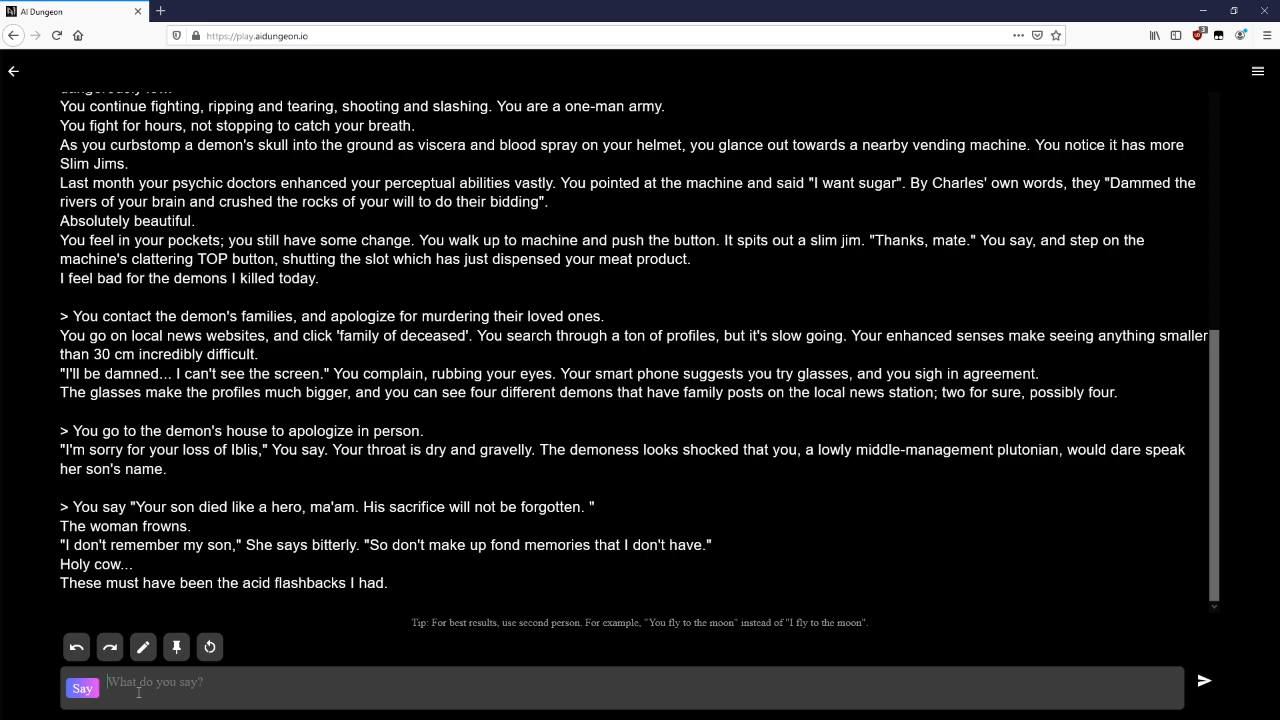 AI Dungeon
https://play.aidungeon.io
You continue fighting, ripping and tearing, shooting and slashing. You are a one-man army.
You fight for hours, not stopping to catch your breath.
As you curbstomp a demon's skull into the ground as viscera and blood spray on your helmet, you glance out towards a nearby vending machine. You notice it has more
Slim Jims.
Last month your psychic doctors enhanced your perceptual abilities vastly. You pointed at the machine and said "I want sugar". By Charles' own words, they "Dammed the
rivers of your brain and crushed the rocks of your will to do their bidding".
Absolutely beautiful.
You feel in your pockets; you still have some change. You walk up to machine and push the button. It spits out a slim jim. "Thanks, mate." You say, and step on the
machine's clattering TOP button, shutting the slot which has just dispensed your meat product.
I feel bad for the demons I killed today.
> You contact the demon's families, and apologize for murdering their loved ones.
You go on local news websites, and click 'family of deceased'. You search through a ton of profiles, but it's slow going. Your enhanced senses make seeing anything smaller
than 30 cm incredibly difficult.
"I'll be damned... I can't see the screen." You complain, rubbing your eyes. Your smart phone suggests you try glasses, and you sigh in agreement.
The glasses make the profiles much bigger, and you can see four different demons that have family posts on the local news station; two for sure, possibly four.
> You go to the demon's house to apologize in person.
"I'm sorry for your loss of Iblis," You say. Your throat is dry and gravelly. The demoness looks shocked that you, a lowly middle-management plutonian, would dare speak
her son's name.
> You say "Your son died like a hero, ma'am. His sacrifice will not be forgotten. "
The woman frowns.
"I don't remember my son," She says bitterly. "So don't make up fond memories that I don't have."
Holy cow...
These must have been the acid flashbacks I had.
Tip: For best results, use second person. For example, "You fly to the moon" instead of "I fly to the moon".
Say What do you say?